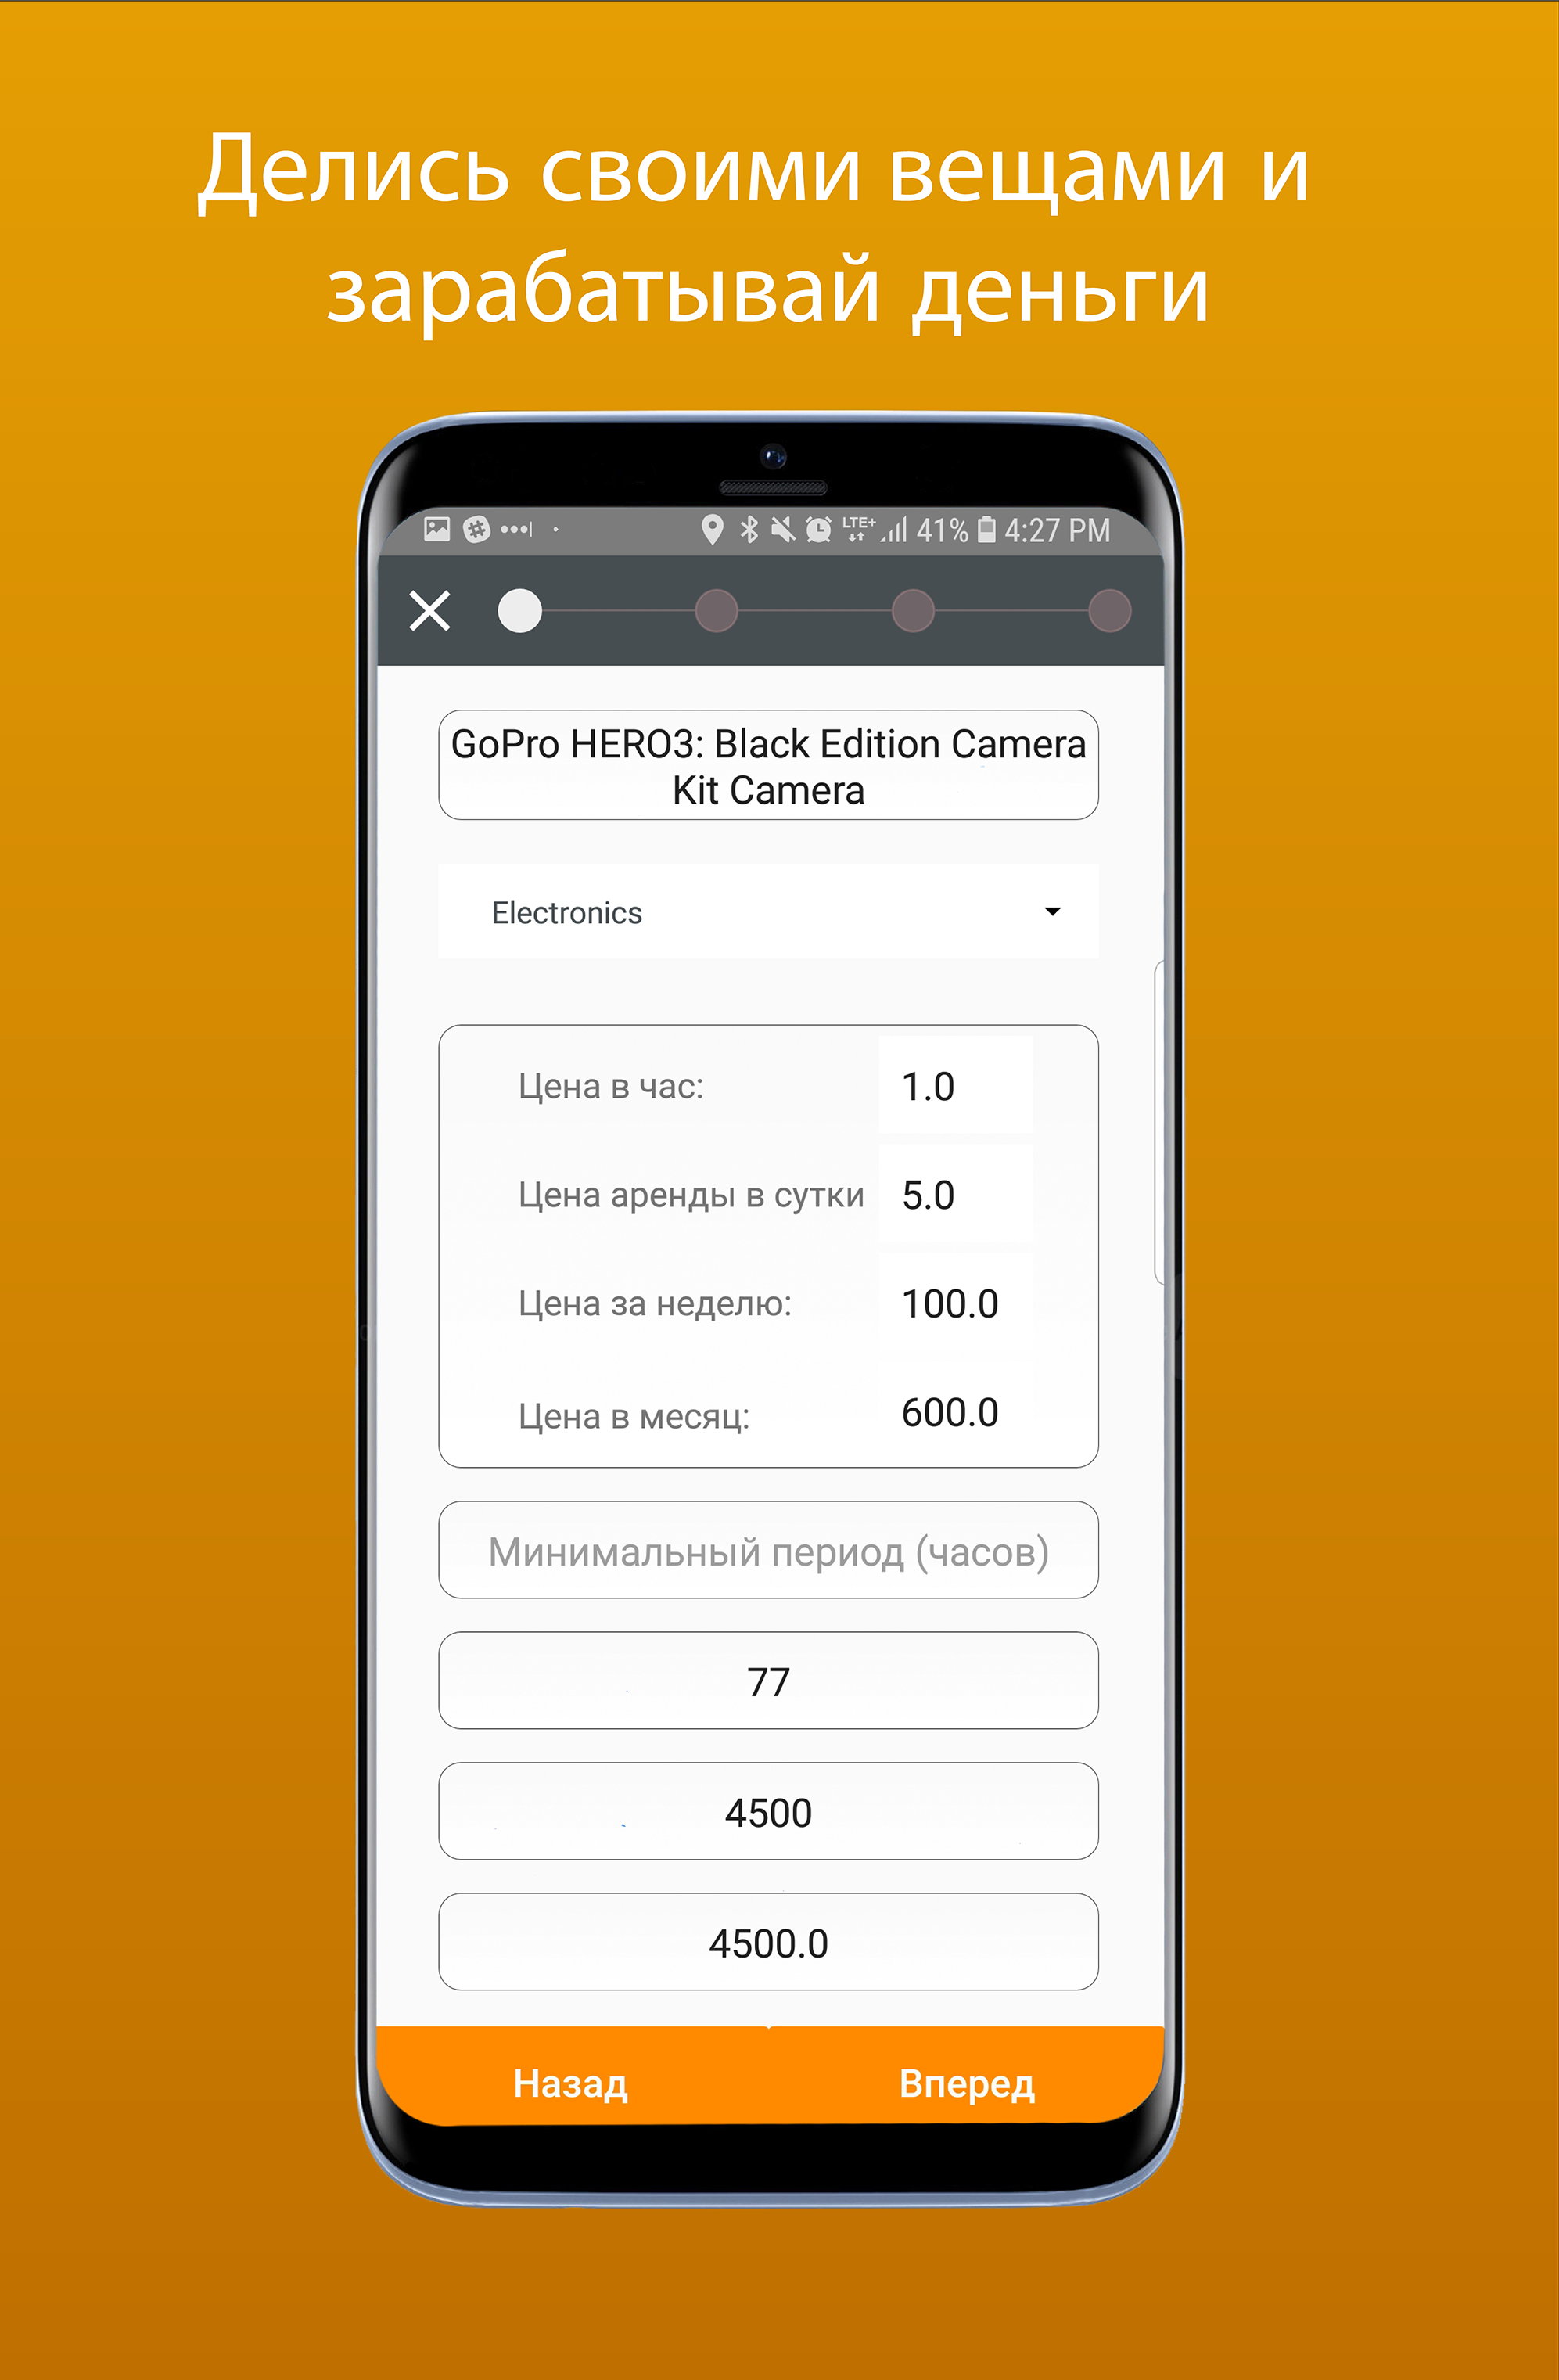 Делись своими вещами и
зарабатывай деньги
LTE+ 41% 4:27 PM
GoPro HERO3: Black Edition Camera
Kit Camera
Electronics
Цена в час: 1.0
Цена аренды в сутки 5.0
Цена за неделю: 100.0
Цена в месяц: 600.0
Минимальный период (часов)
77
4500
4500.0
Назад Вперед